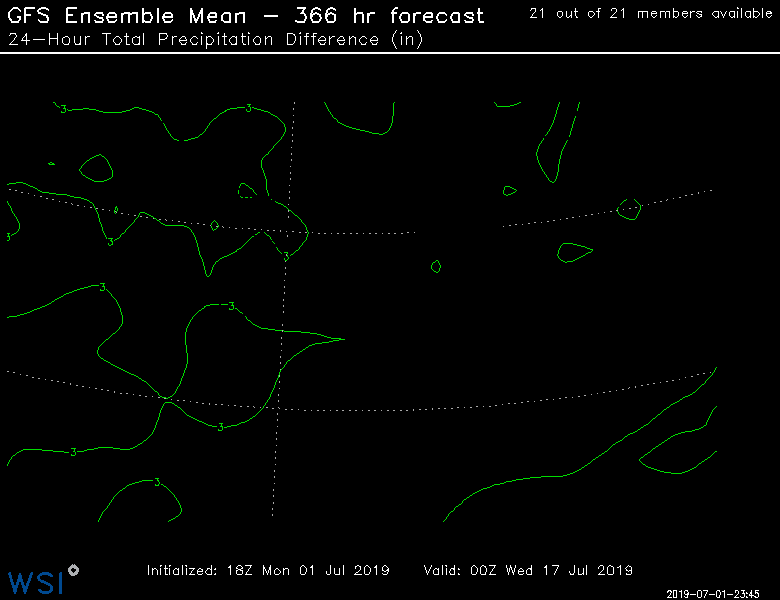 GFS Ensemble Mean – 366 hr forecast
21 out of 21 members available
24–Hour Total Precipitation Difference (in)
3
3
3
3
3
3
3
3
3
3
Initialized: 18Z Mon 01 Jul 2019
Valid: 00Z Wed 17 Jul 2019
WSI
2019-07-01-23:45